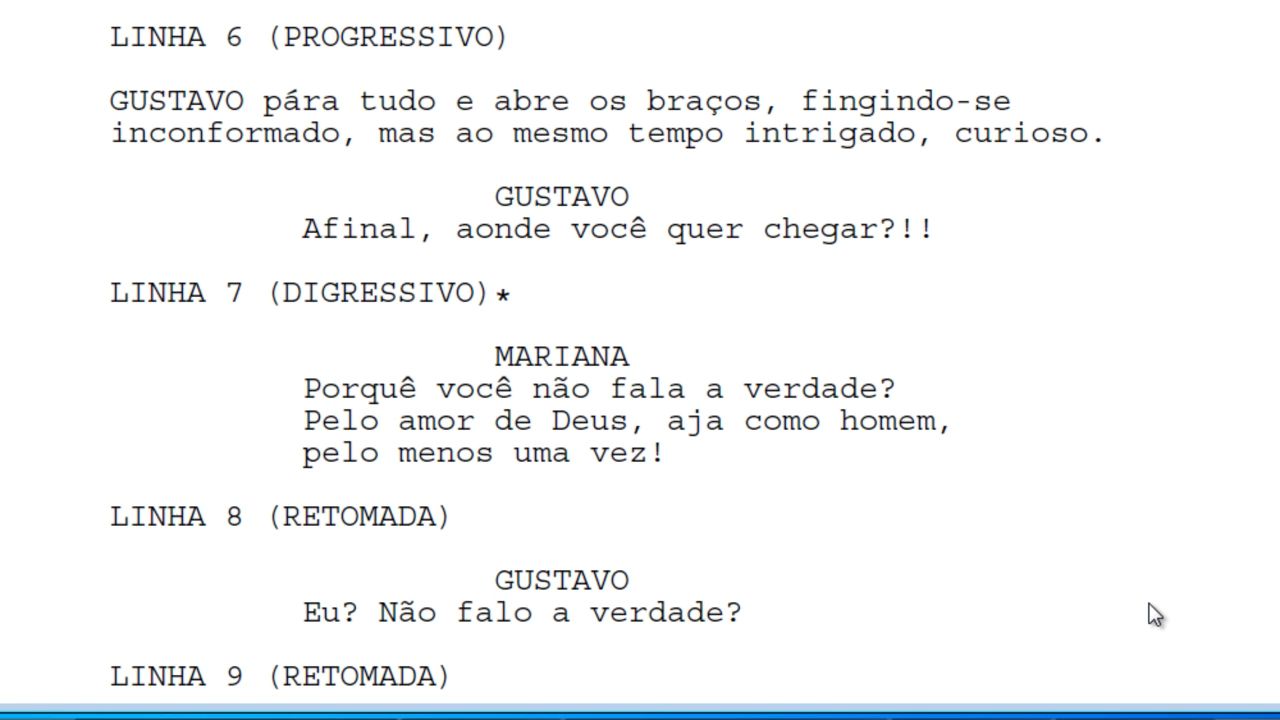 LINHA 6 (PROGRESSIVO)
GUSTAVO pára tudo e abre os braços, fingindo-se
inconformado, mas ao mesmo tempo intrigado, curioso.
GUSTAVO
Afinal, aonde você quer chegar?!!
LINHA 7 (DIGRESSIVO)*
MARIANA
Porquê você não fala a verdade?
Pelo amor de Deus, aja como homem,
pelo menos uma vez!
LINHA 8 (RETOMADA)
GUSTAVO
Eu? Não falo a verdade?
LINHA 9 (RETOMADA)